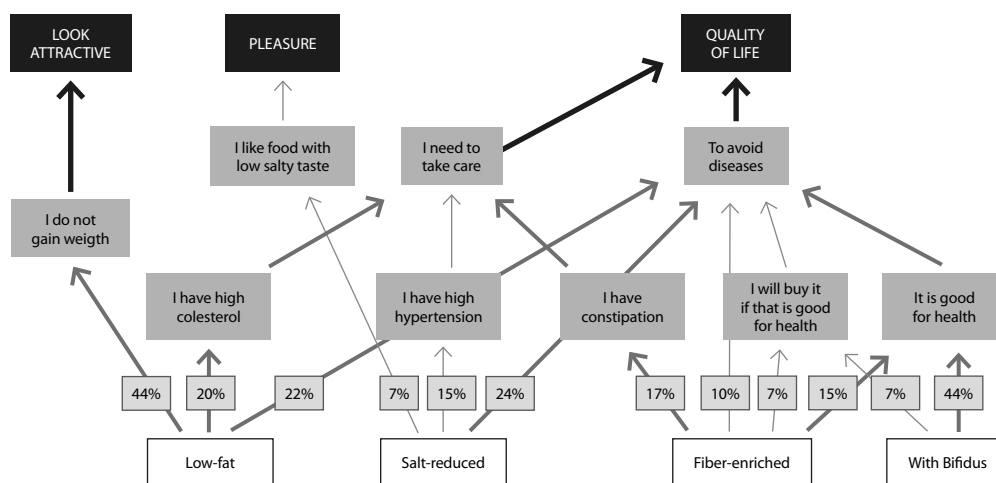 LOOK
ATTRACTIVE
PLEASURE
QUALITY
OF LIFE
I like food with
low salty taste
I need to
take care
To avoid
diseases
I do not
gain weigth
I have high
colesterol
I have high
hypertension
I have
constipation
I will buy it
if that is good
for health
It is good
for health
44%
20%
22%
7%
15%
24%
17%
10%
7%
15%
7%
44%
Low-fat
Salt-reduced
Fiber-enriched
With Bifidus